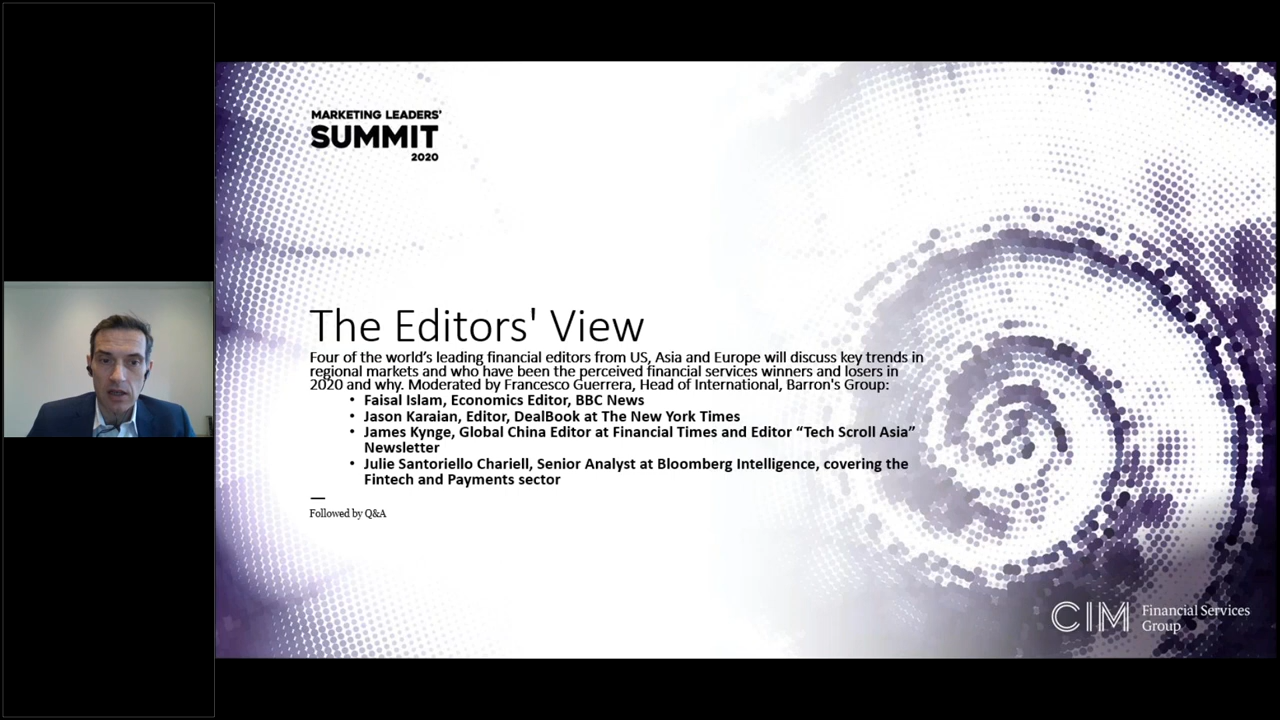 MARKETING LEADERS'
SUMMIT
2020
The Editors' View
Four of the world’s leading financial editors from US, Asia and Europe will discuss key trends in
regional markets and who have been the perceived financial services winners and losers in
2020 and why. Moderated by Francesco Guerrera, Head of International, Barron's Group:
• Faisal Islam, Economics Editor, BBC News
• Jason Karaian, Editor, DealBook at The New York Times
• James Kynge, Global China Editor at Financial Times and Editor “Tech Scroll Asia”
Newsletter
• Julie Santoriello Chariell, Senior Analyst at Bloomberg Intelligence, covering the
Fintech and Payments sector
Followed by Q&A
CIM Financial Services
Group